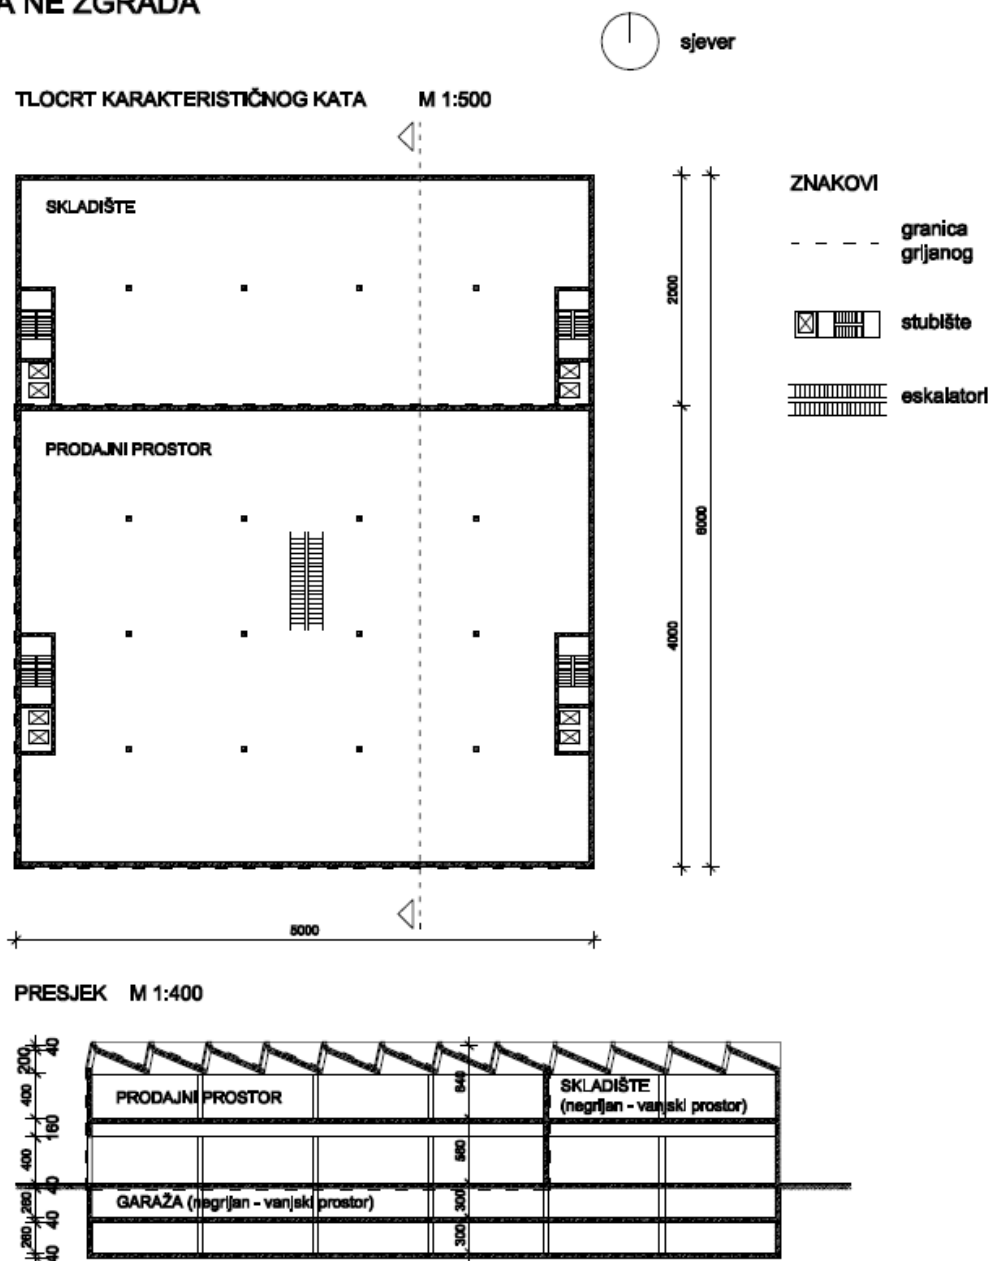 A NE ZGRADA
sjever
TLOCRT KARAKTERISTIČNOG KATA M 1:500
ZNAKOVI
granica
grijanog
stubište
eskalatori
SKLADIŠTE
PRODAJNI PROSTOR
2000
4000
6000
5000
PRESJEK M 1:400
PRODAJNI PROSTOR
SKLADIŠTE
(negrijan - vanjski prostor)
GARAŽA (negrijan - vanjski prostor)
40
200
400
160
400
40
260
40
260
40
640
560
300
300